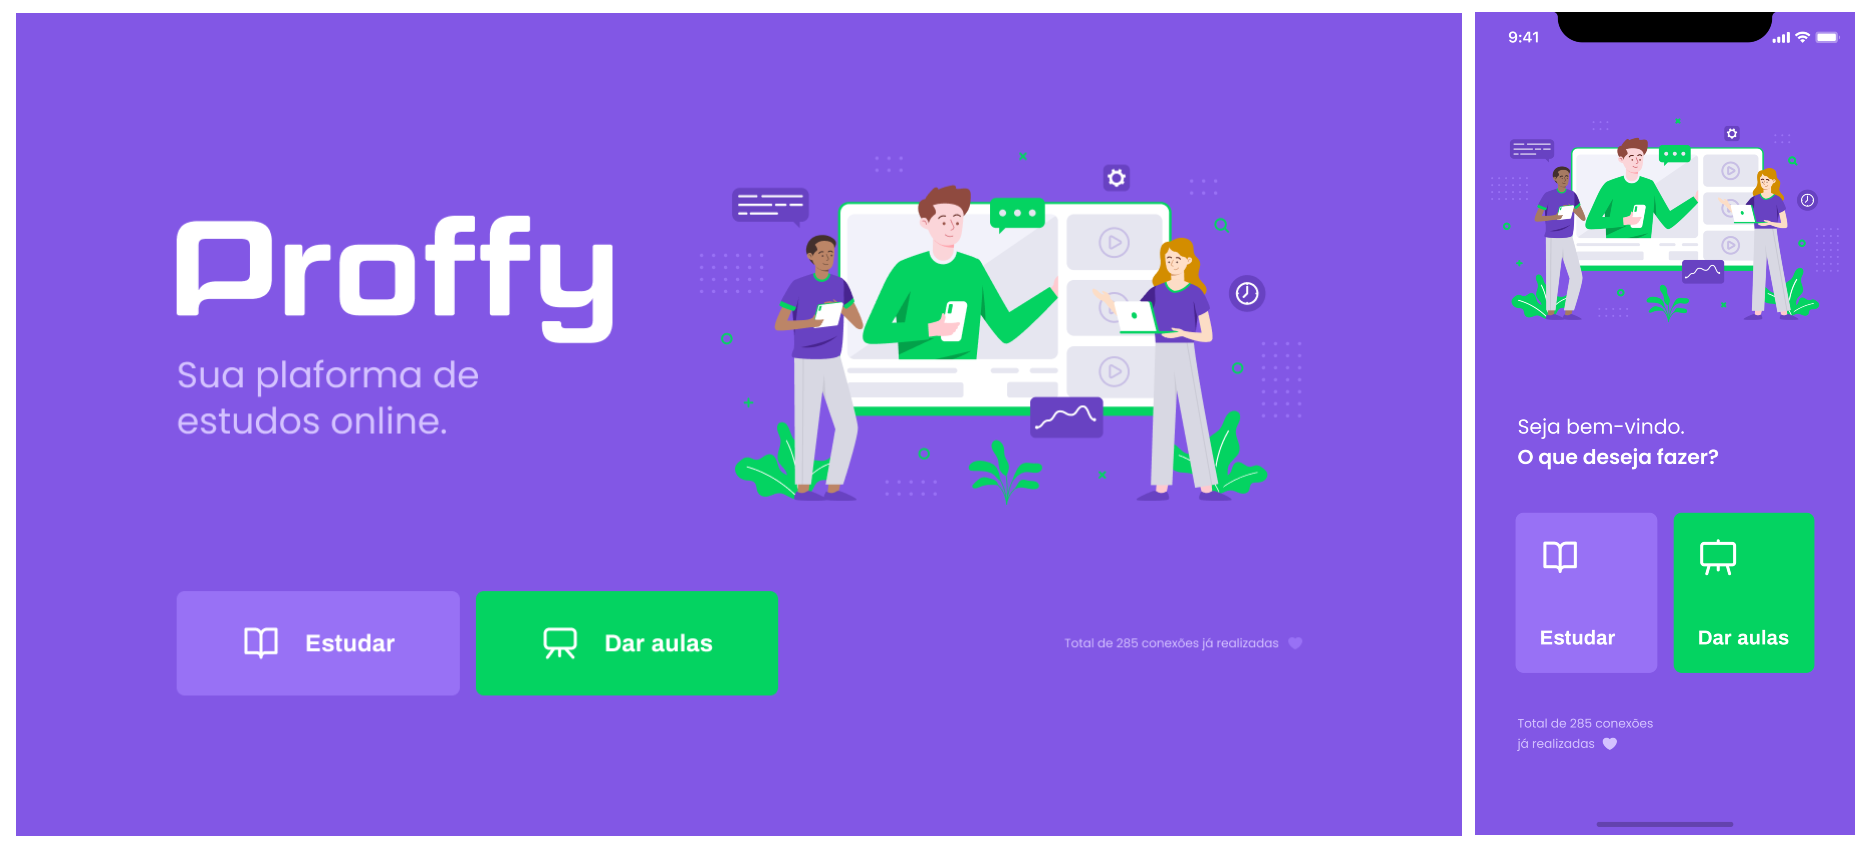 Proffy
Sua plaforma de
estudos online.
Estudar
Dar aulas
Total de 285 conexões já realizadas
9:41
Seja bem-vindo.
O que deseja fazer?
Estudar
Dar aulas
Total de 285 conexões
já realizadas